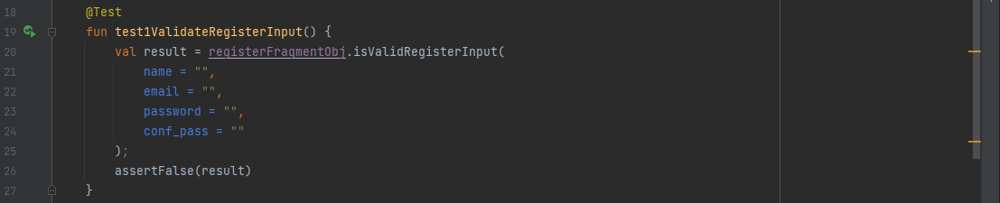 18 @Test
19 fun test1ValidateRegisterInput() {
20 val result = registerFragmentObj.isValidRegisterInput(
21 name = "",
22 email = "",
23 password = "",
24 conf_pass = ""
25 );
26 assertFalse(result)
27 }